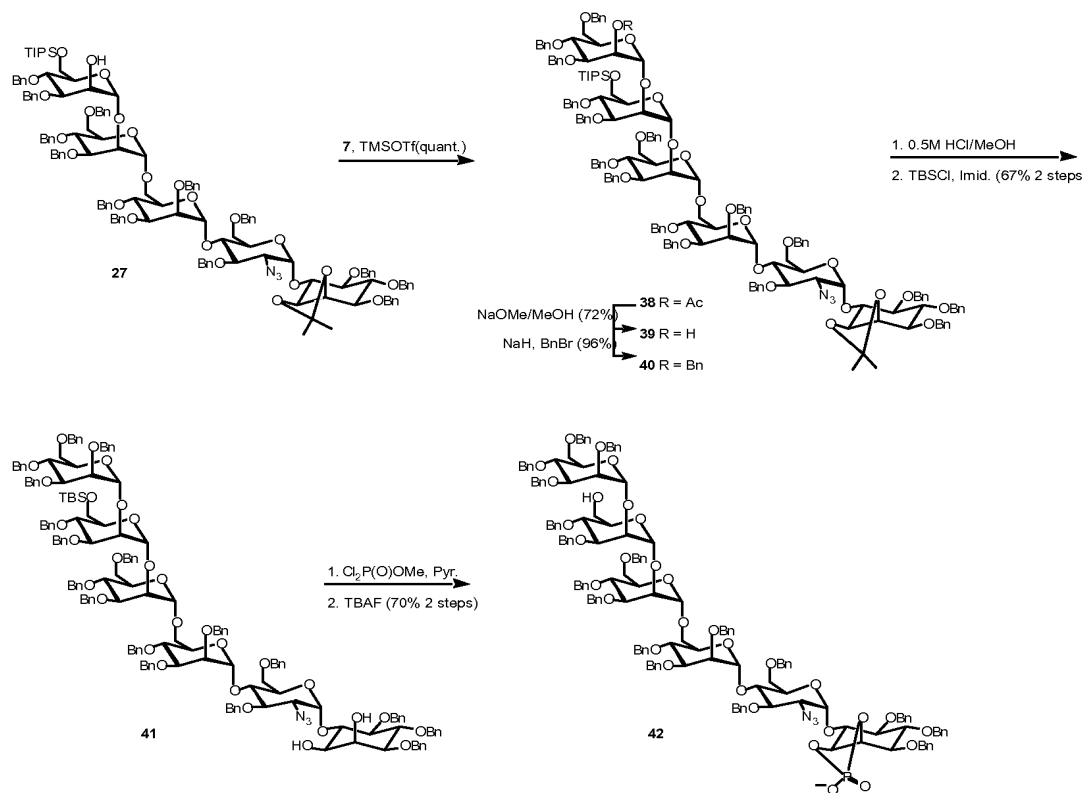 TIPSO
OH
O
BnO
BnO
O
OBn
O
BnO
BnO
O
OBn
O
BnO
BnO
OBn
O
O
BnO
N3
O
OBn
OBn
OBn
O
O
27
7, TMSOTf(quant.)
OBn
OR
O
BnO
BnO
O
TIPSO
O
BnO
BnO
O
OBn
O
BnO
BnO
O
OBn
O
BnO
BnO
OBn
O
O
BnO
N3
O
OBn
OBn
OBn
O
O
NaOMe/MeOH (72%)
NaH, BnBr (96%)
38 R = Ac
39 R = H
40 R = Bn
1. 0.5M HCl/MeOH
2. TBSCl, Imid. (67% 2 steps
OBn
OBn
O
BnO
BnO
O
TBSO
O
BnO
BnO
O
OBn
O
BnO
BnO
O
OBn
O
BnO
BnO
OBn
O
O
BnO
N3
O
OH
OBn
OBn
HO
OBn
41
1. Cl2P(O)OMe, Pyr.
2. TBAF (70% 2 steps)
OBn
OBn
O
BnO
BnO
O
HO
O
BnO
BnO
O
OBn
O
BnO
BnO
O
OBn
O
BnO
BnO
OBn
O
O
BnO
N3
O
OBn
OBn
OBn
O
O
P
−O
O
42